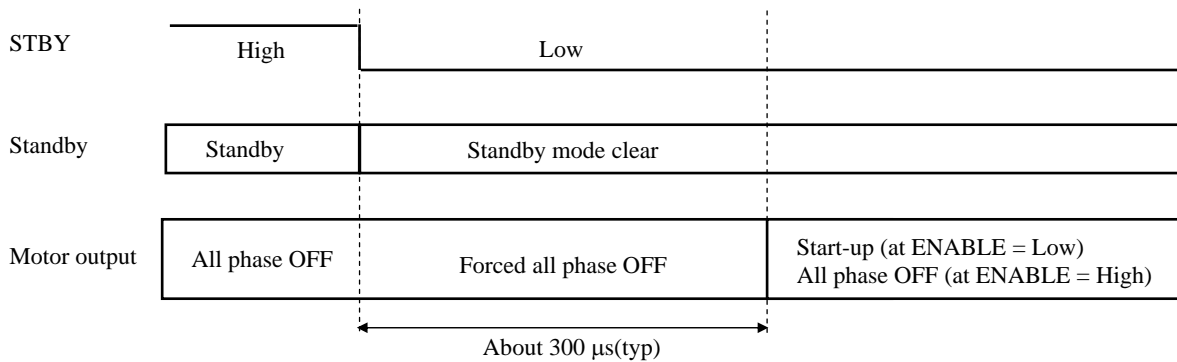 STBY
High
Low
Standby
Standby
Standby mode clear
Motor output
All phase OFF
Forced all phase OFF
Start-up (at ENABLE = Low)
All phase OFF (at ENABLE = High)
About 300 μs(typ)